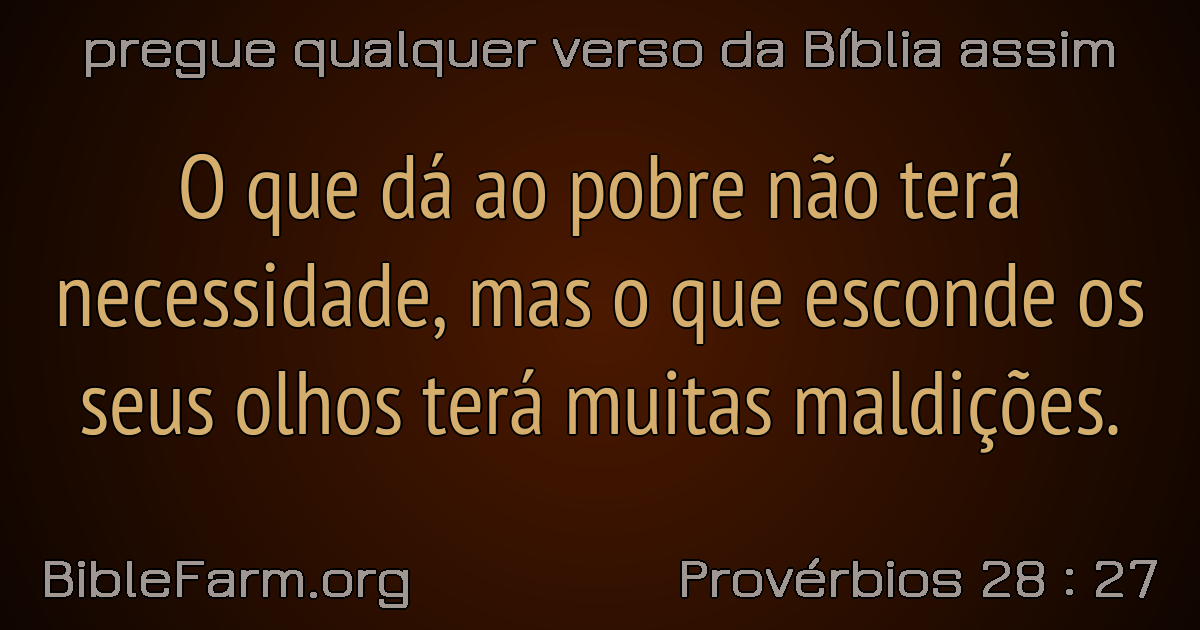 pregue qualquer verso da Bíblia assim
O que dá ao pobre não terá
necessidade, mas o que esconde os
seus olhos terá muitas maldições.
BibleFarm.org
Provérbios 28 : 27